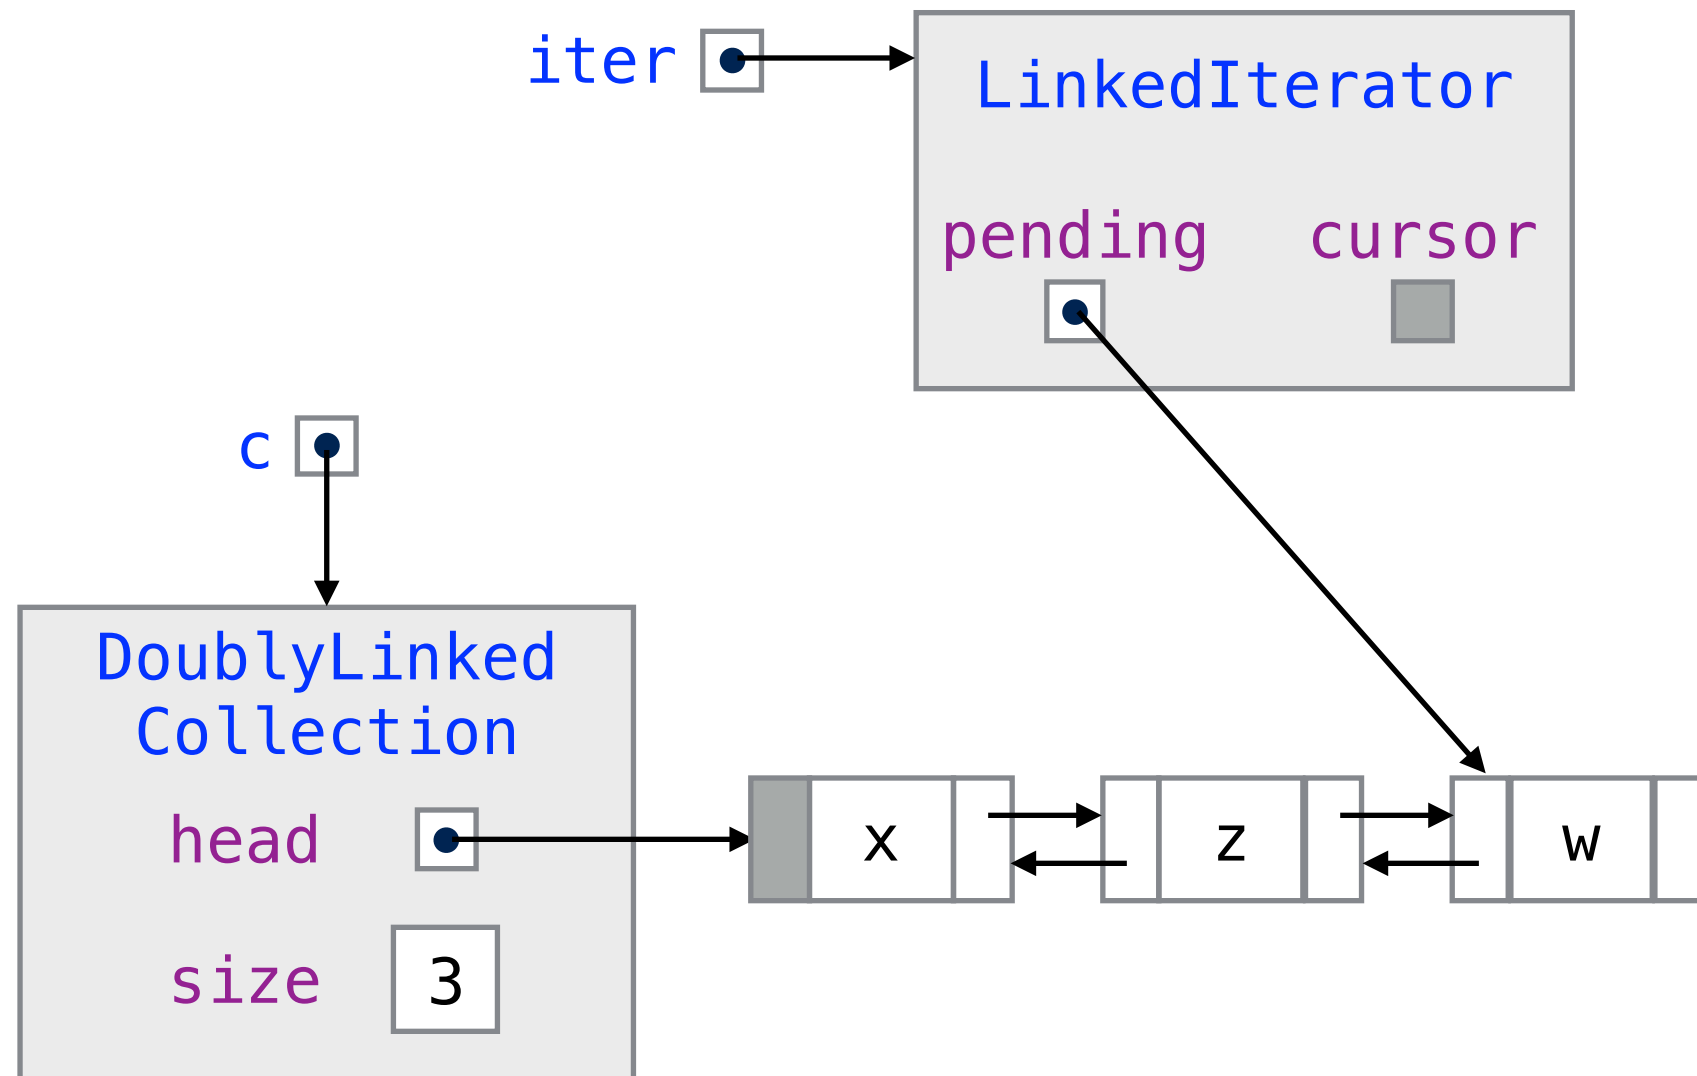 iter
LinkedIterator
pending cursor
c
DoublyLinked
Collection
head
x z w
size 3